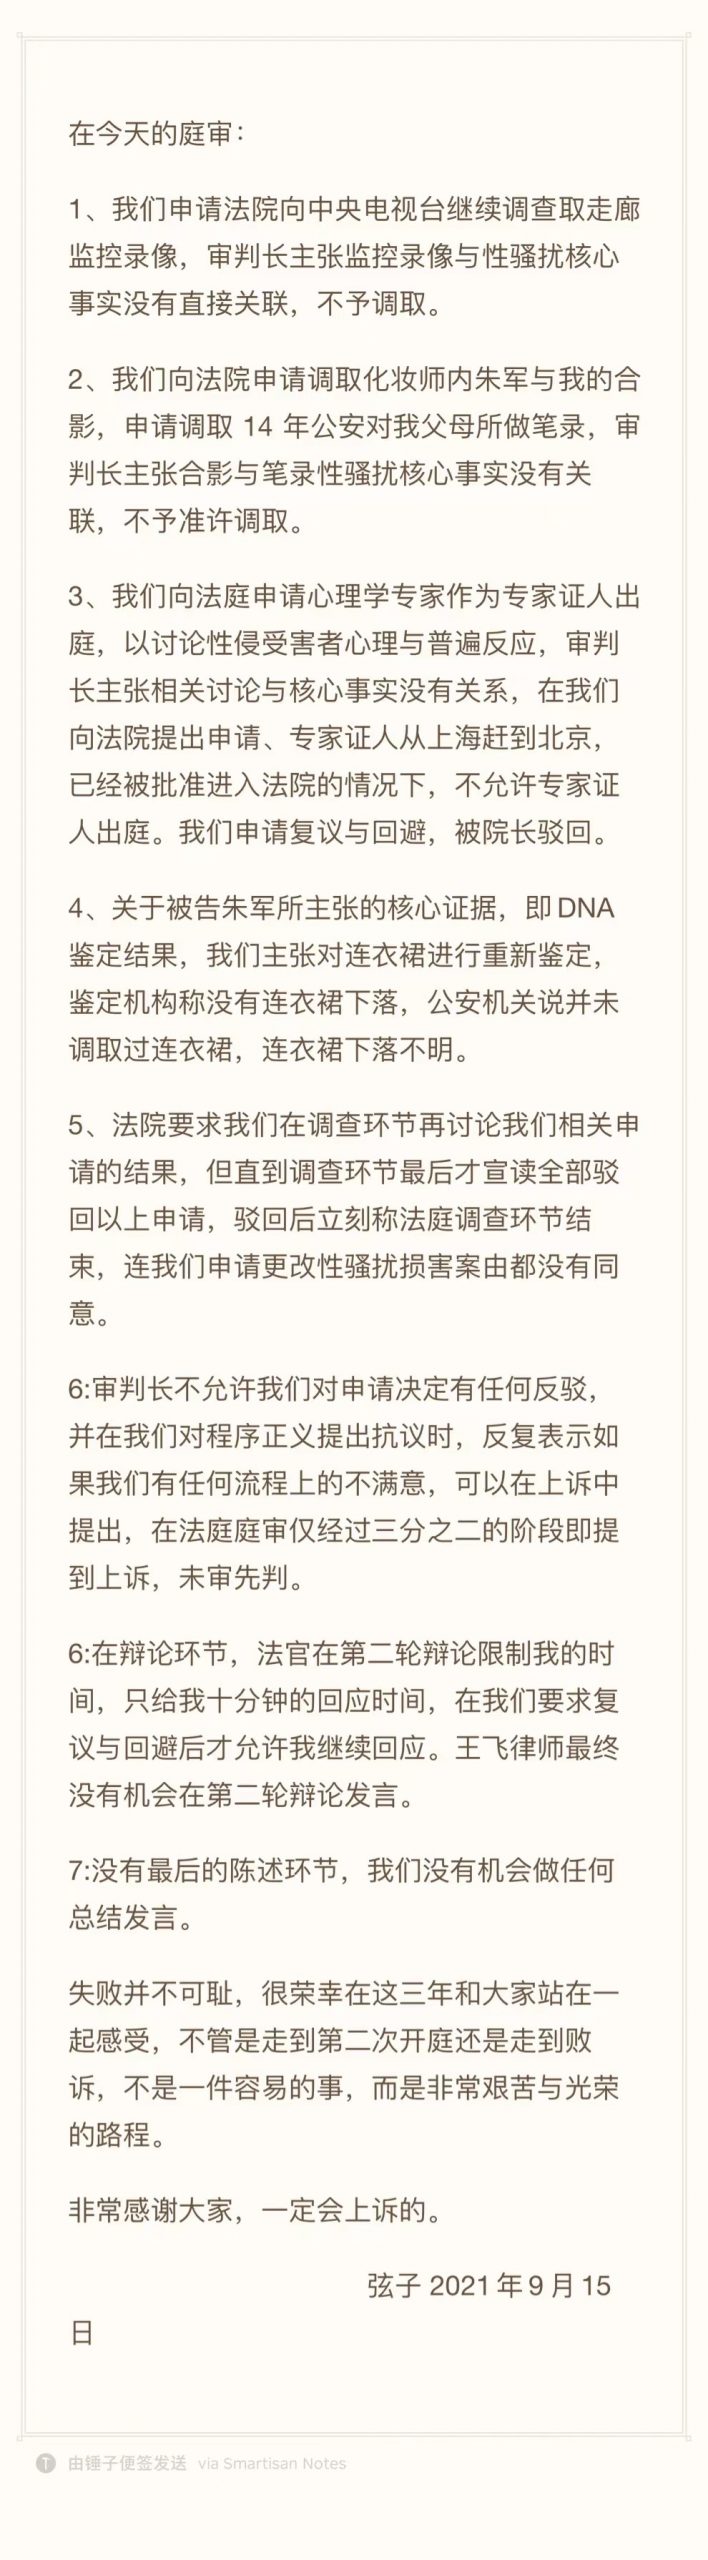 在今天的庭审：
1、我们申请法院向中央电视台继续调查取走廊
监控录像，审判长主张监控录像与性骚扰核心
事实没有直接关联，不予调取。
2、我们向法院申请调取化妆师内朱军与我的合
影，申请调取 14 年公安对我父母所做笔录，审
判长主张合影与笔录性骚扰核心事实没有关
联，不予准许调取。
3、我们向法庭申请心理学专家作为专家证人出
庭，以讨论性侵受害者心理与普遍反应，审判
长主张相关讨论与核心事实没有关系，在我们
向法院提出申请、专家证人从上海赶到北京，
已经被批准进入法院的情况下，不允许专家证
人出庭。我们申请复议与回避，被院长驳回。
4、关于被告朱军所主张的核心证据，即 DNA
鉴定结果，我们主张对连衣裙进行重新鉴定，
鉴定机构称没有连衣裙下落，公安机关说并未
调取过连衣裙，连衣裙下落不明。
5、法院要求我们在调查环节再讨论我们相关申
请的结果，但直到调查环节最后才宣读全部驳
回以上申请，驳回后立刻称法庭调查环节结
束，连我们申请更改性骚扰损害案由都没有同
意。
6:审判长不允许我们对申请决定有任何反驳，
并在我们对程序正义提出抗议时，反复表示如
果我们有任何流程上的不满意，可以在上诉中
提出，在法庭庭审仅经过三分之二的阶段即提
到上诉，未审先判。
6:在辩论环节，法官在第二轮辩论限制我的时
间，只给我十分钟的回应时间，在我们要求复
议与回避后才允许我继续回应。王飞律师最终
没有机会在第二轮辩论发言。
7:没有最后的陈述环节，我们没有机会做任何
总结发言。
失败并不可耻，很荣幸在这三年和大家站在一
起感受，不管是走到第二次开庭还是走到败
诉，不是一件容易的事，而是非常艰苦与光荣
的路程。
非常感谢大家，一定会上诉的。
弦子 2021 年 9 月 15
日
T 由锤子便签发送 via Smartisan Notes